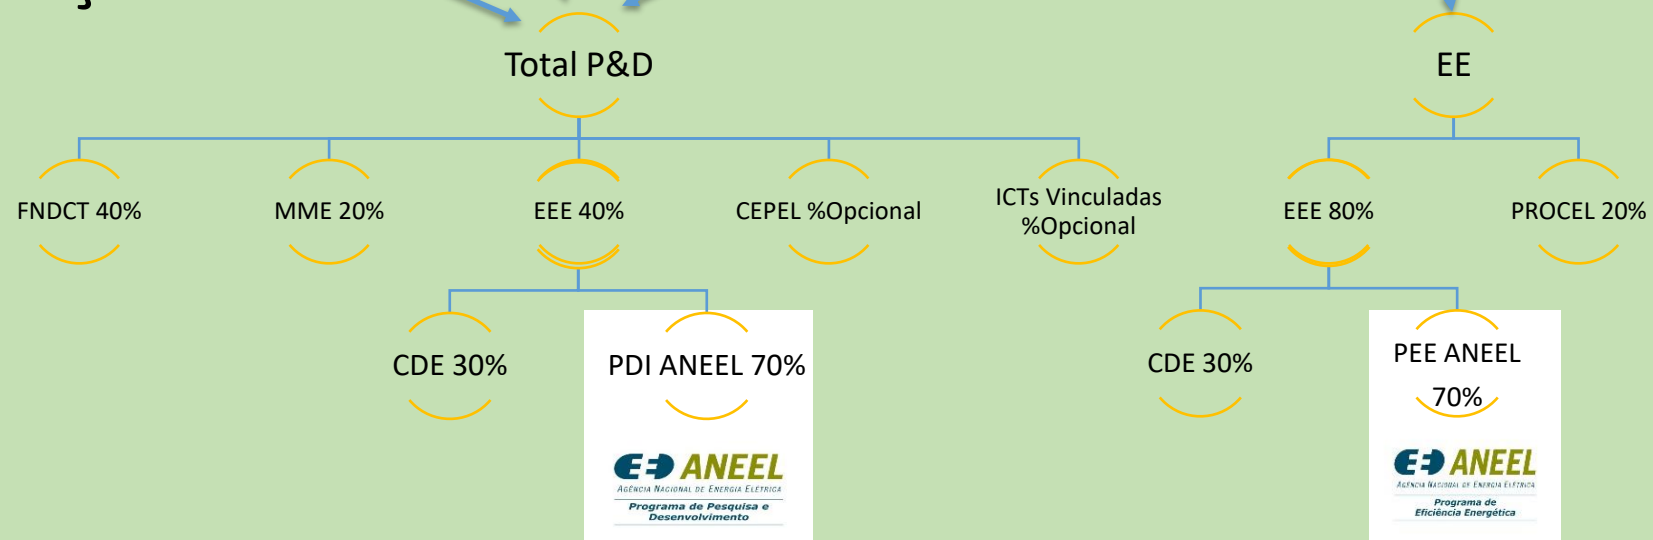 Total P&D
EE
FNDCT 40%
MME 20%
EEE 40%
CEPEL %Opcional
ICTs Vinculadas
%Opcional
EEE 80%
PROCEL 20%
CDE 30%
PDI ANEEL 70%
CDE 30%
PEE ANEEL
70%
ANEEL
AGÊNCIA NACIONAL DE ENERGIA ELÉTRICA
Programa de Pesquisa e
Desenvolvimento
ANEEL
AGÊNCIA NACIONAL DE ENERGIA ELÉTRICA
Programa de
Eficiência Energética